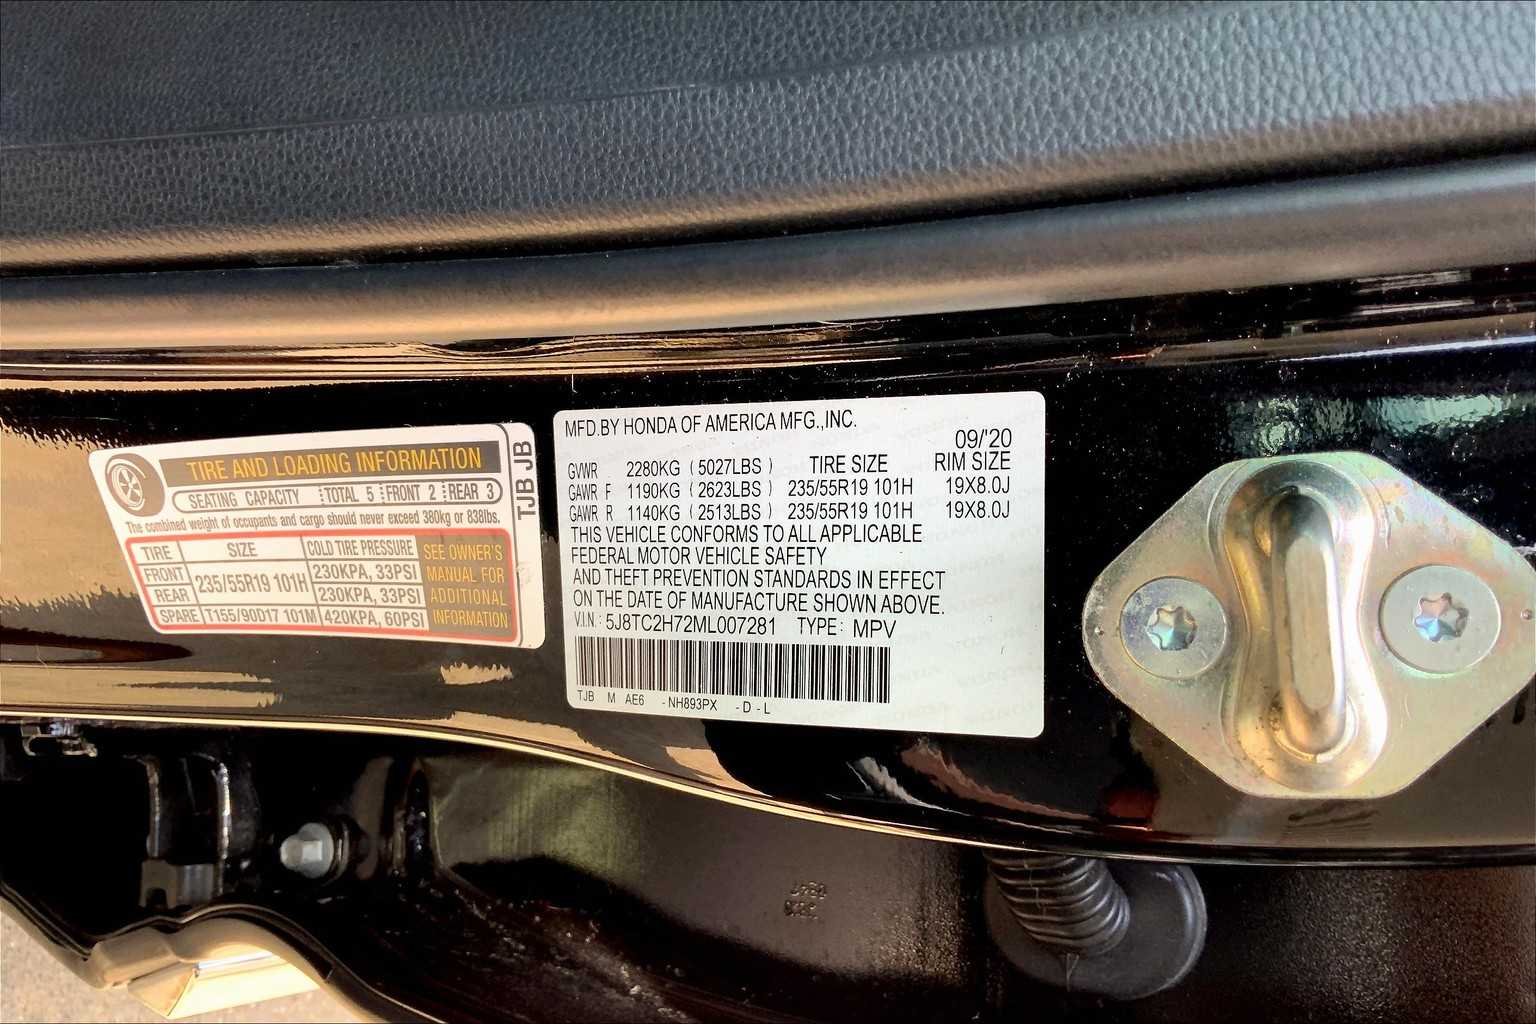 TIRE AND LOADING INFORMATION
SEATING CAPACITY TOTAL 5 FRONT 2 REAR 3
The combined weight of occupants and cargo should never exceed 380kg or 838lbs.
TIRE SIZE COLD TIRE PRESSURE
FRONT 235/55R19 101H 230KPA, 33PSI
REAR 230KPA, 33PSI
SPARE T155/90D17 101M 420KPA, 60PSI
SEE OWNER'S
MANUAL FOR
ADDITIONAL
INFORMATION
TJB JB
MFD.BY HONDA OF AMERICA MFG.,INC.
09/'20
GVWR 2280KG (5027LBS) TIRE SIZE RIM SIZE
GAWR F 1190KG (2623LBS) 235/55R19 101H 19X8.0J
GAWR R 1140KG (2513LBS) 235/55R19 101H 19X8.0J
THIS VEHICLE CONFORMS TO ALL APPLICABLE
FEDERAL MOTOR VEHICLE SAFETY
AND THEFT PREVENTION STANDARDS IN EFFECT
ON THE DATE OF MANUFACTURE SHOWN ABOVE.
V.I.N.: 5J8TC2H72ML007281 TYPE: MPV
TJB M AE6 -NH893PX -D-L